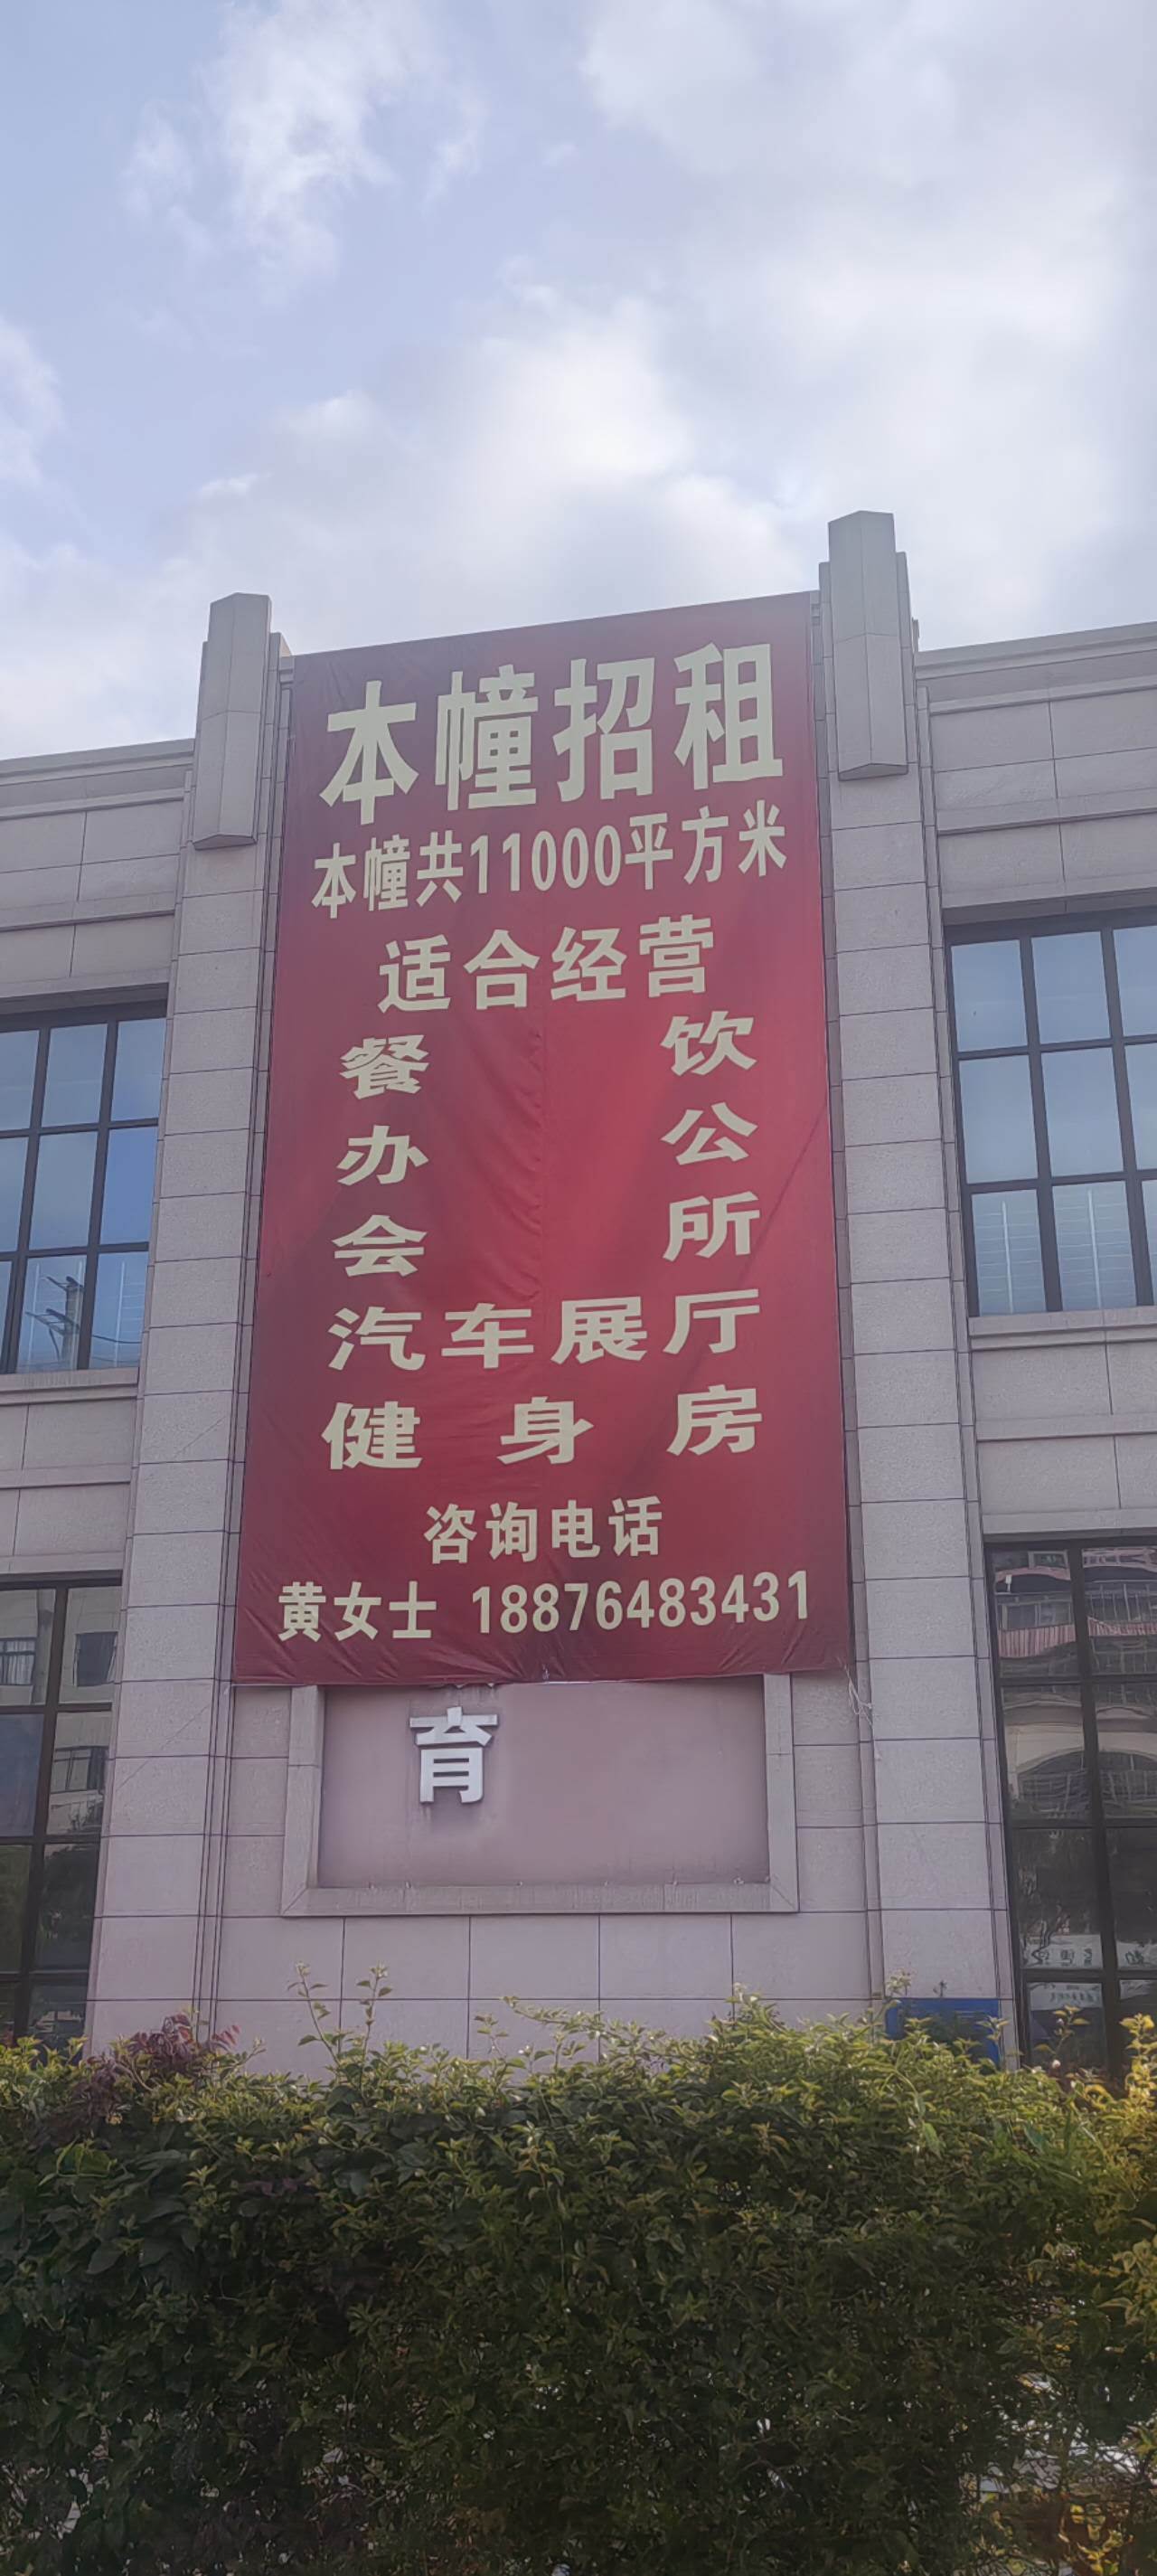 本幢招租
本幢共11000平方米
适合经营
餐饮
办公
会所
汽车展厅
健身房
咨询电话
黄女士 18876483431
育